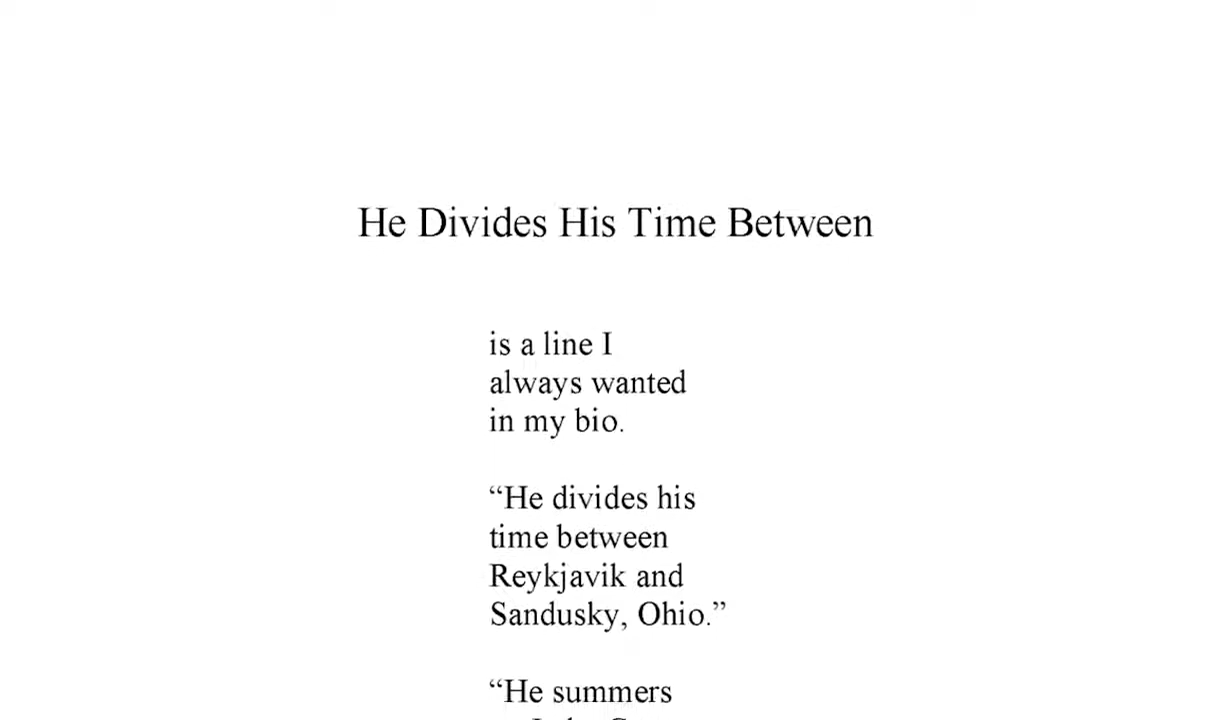 He Divides His Time Between
is a line I
always wanted
in my bio.
“He divides his
time between
Reykjavik and
Sandusky, Ohio.”
“He summers